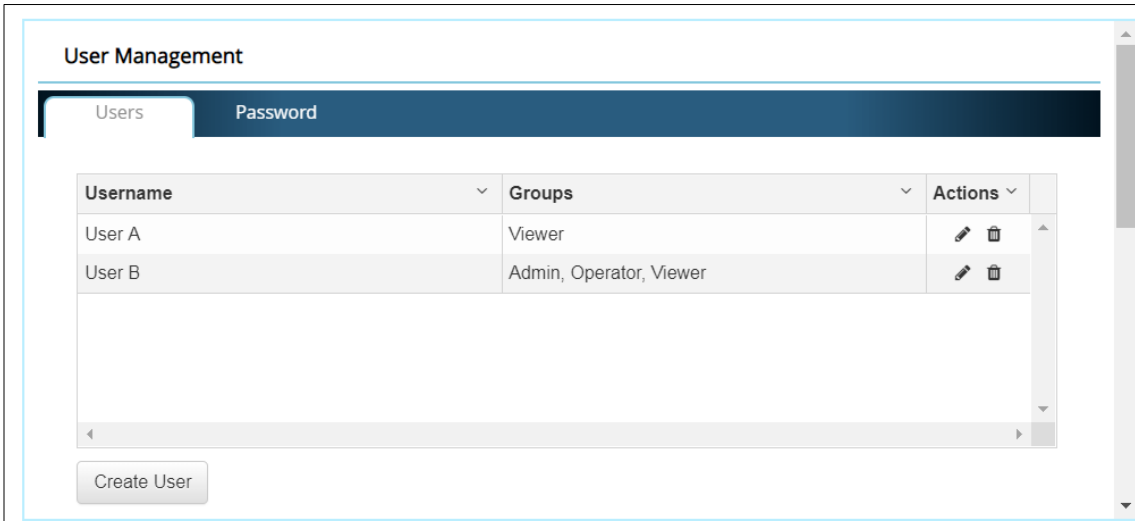 User Management
Users Password
Username Groups Actions
User A Viewer
User B Admin, Operator, Viewer
Create User